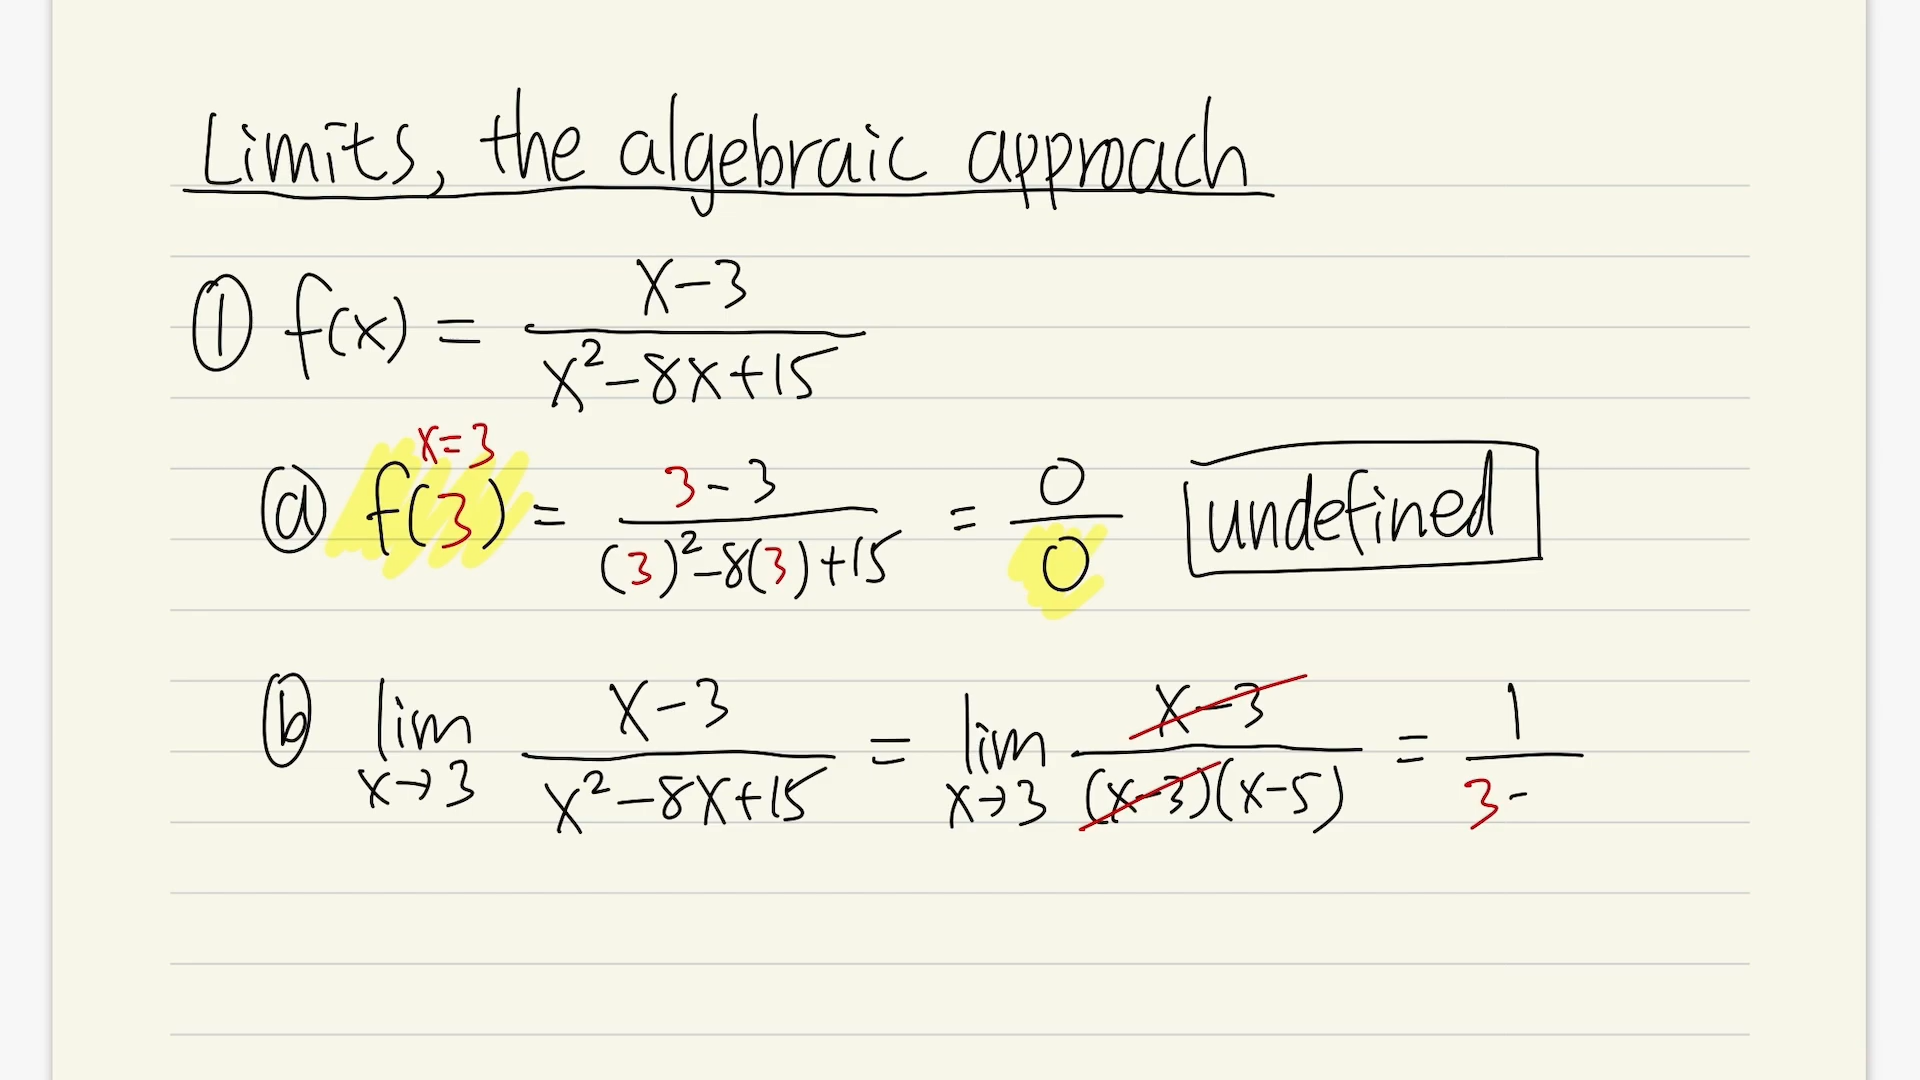 Limits, the algebraic approach
① f(x) = (x-3)/(x²-8x+15)
x=3
ⓐ f(3) = (3-3)/((3)²-8(3)+15) = 0/0 undefined
ⓑ lim x→3 (x-3)/(x²-8x+15) = lim x→3 (x-3)/((x-3)(x-5)) = 1/(3-